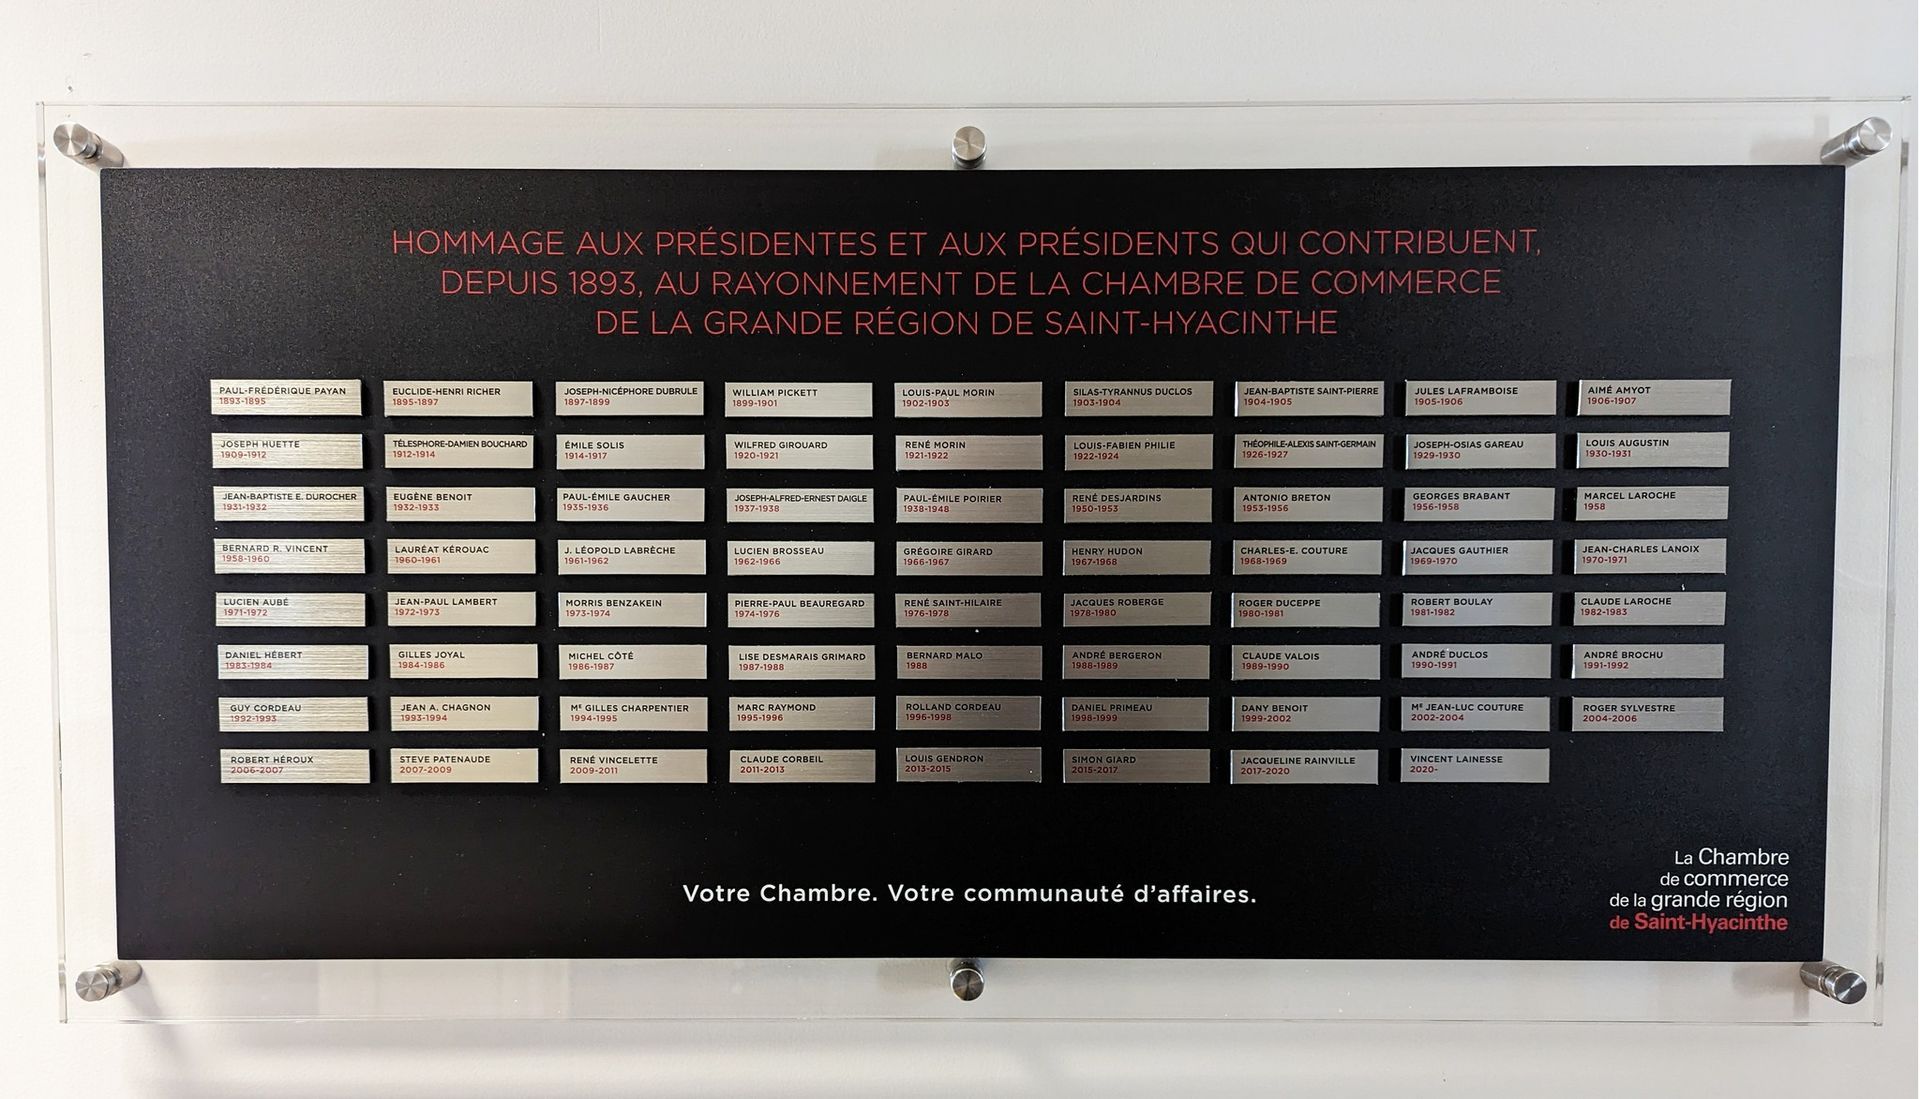 HOMMAGE AUX PRÉSIDENTES ET AUX PRÉSIDENTS QUI CONTRIBUENT,
DEPUIS 1893, AU RAYONNEMENT DE LA CHAMBRE DE COMMERCE
DE LA GRANDE RÉGION DE SAINT-HYACINTHE
PAUL-FRÉDÉRIQUE PAYAN
1893-1895
EUCLIDE-HENRI RICHER
1895-1897
JOSEPH-NICÉPHORE DUBRULE
1897-1899
WILLIAM PICKETT
1899-1901
LOUIS-PAUL MORIN
1902-1903
SILAS-TYRANNUS DUCLOS
1903-1904
JEAN-BAPTISTE SAINT-PIERRE
1904-1905
JULES LAFRAMBOISE
1905-1906
AIMÉ AMYOT
1906-1907
JOSEPH HUETTE
1909-1912
TÉLESPHORE-DAMIEN BOUCHARD
1912-1914
ÉMILE SOLIS
1914-1917
WILFRED GIROUARD
1920-1921
RENÉ MORIN
1921-1922
LOUIS-FABIEN PHILIE
1922-1924
THÉOPHILE-ALEXIS SAINT-GERMAIN
1926-1927
JOSEPH-OSIAS GAREAU
1929-1930
LOUIS AUGUSTIN
1930-1931
JEAN-BAPTISTE E. DUROCHER
1931-1932
EUGÈNE BENOIT
1932-1933
PAUL-ÉMILE GAUCHER
1935-1936
JOSEPH-ALFRED-ERNEST DAIGLE
1937-1938
PAUL-ÉMILE POIRIER
1938-1948
RENÉ DESJARDINS
1950-1953
ANTONIO BRETON
1953-1956
GEORGES BRABANT
1956-1958
MARCEL LAROCHE
1958
BERNARD R. VINCENT
1958-1960
LAURÉAT KÉROUAC
1960-1961
J. LÉOPOLD LABRÈCHE
1961-1962
LUCIEN BROSSEAU
1962-1966
GRÉGOIRE GIRARD
1966-1967
HENRY HUDON
1967-1968
CHARLES-E. COUTURE
1968-1969
JACQUES GAUTHIER
1969-1970
JEAN-CHARLES LANOIX
1970-1971
LUCIEN AUBÉ
1971-1972
JEAN-PAUL LAMBERT
1972-1973
MORRIS BENZAKEIN
1973-1974
PIERRE-PAUL BEAUREGARD
1974-1976
RENÉ SAINT-HILAIRE
1976-1978
JACQUES ROBERGE
1978-1980
ROGER DUCEPPE
1980-1981
ROBERT BOULAY
1981-1982
CLAUDE LAROCHE
1982-1983
DANIEL HÉBERT
1983-1984
GILLES JOYAL
1984-1986
MICHEL CÔTÉ
1986-1987
LISE DESMARAIS GRIMARD
1987-1988
BERNARD MALO
1988
ANDRÉ BERGERON
1988-1989
CLAUDE VALOIS
1989-1990
ANDRÉ DUCLOS
1990-1991
ANDRÉ BROCHU
1991-1992
GUY CORDEAU
1992-1993
JEAN A. CHAGNON
1993-1994
ME GILLES CHARPENTIER
1994-1995
MARC RAYMOND
1995-1996
ROLLAND CORDEAU
1996-1998
DANIEL PRIMEAU
1998-1999
DANY BENOIT
1999-2002
ME JEAN-LUC COUTURE
2002-2004
ROGER SYLVESTRE
2004-2006
ROBERT HÉROUX
2006-2007
STEVE PATENAUDE
2007-2009
RENÉ VINCELETTE
2009-2011
CLAUDE CORBEIL
2011-2013
LOUIS GENDRON
2013-2015
SIMON GIARD
2015-2017
JACQUELINE RAINVILLE
2017-2020
VINCENT LAINESSE
2020-
Votre Chambre. Votre communauté d'affaires.
La Chambre
de commerce
de la grande région
de Saint-Hyacinthe